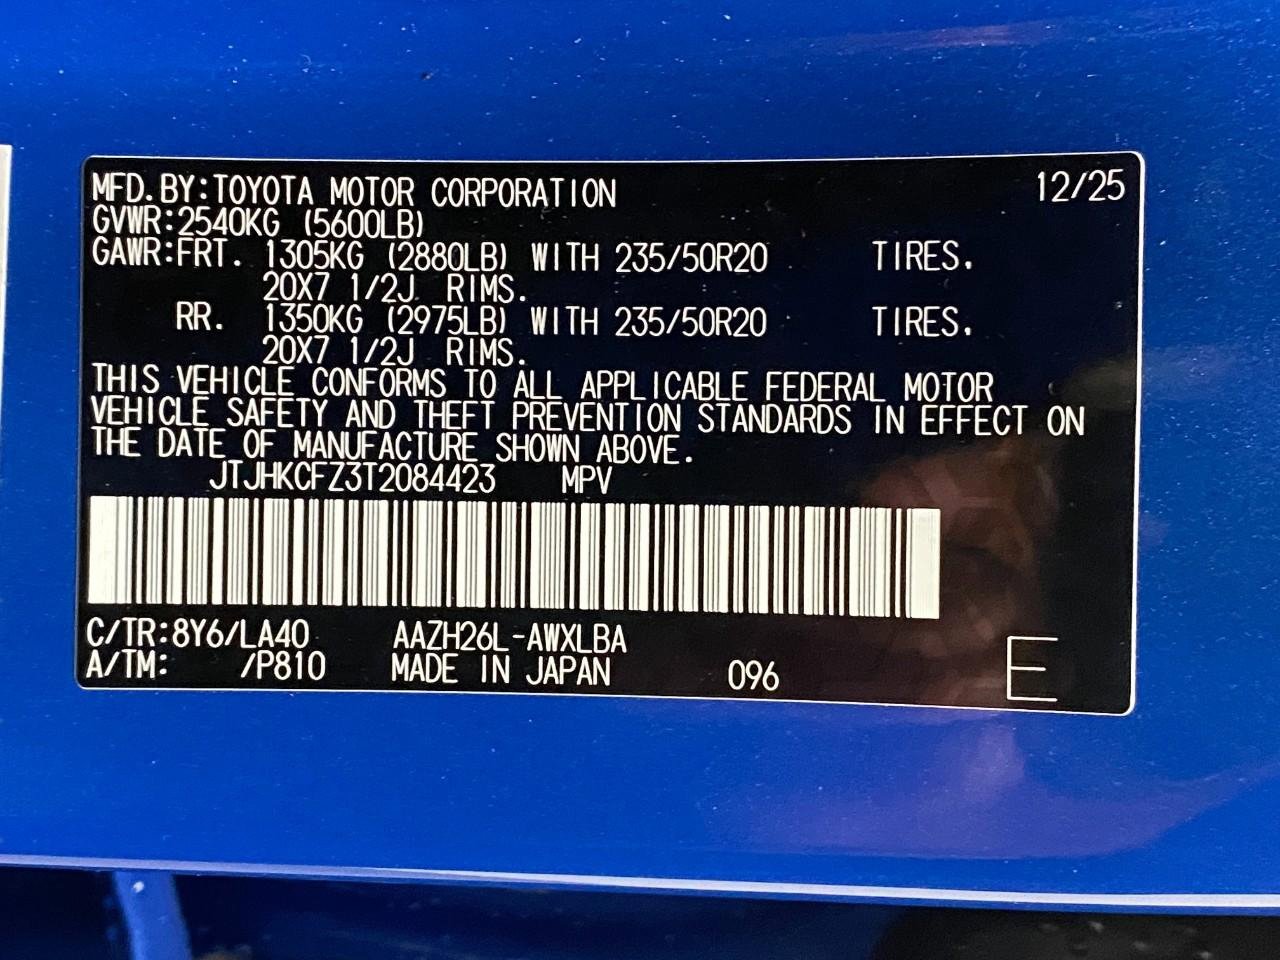 MFD.BY:TOYOTA MOTOR CORPORATION 12/25
GVWR:2540KG (5600LB)
GAWR:FRT. 1305KG (2880LB) WITH 235/50R20 TIRES.
20X7 1/2J RIMS.
RR. 1350KG (2975LB) WITH 235/50R20 TIRES.
20X7 1/2J RIMS.
THIS VEHICLE CONFORMS TO ALL APPLICABLE FEDERAL MOTOR
VEHICLE SAFETY AND THEFT PREVENTION STANDARDS IN EFFECT ON
THE DATE OF MANUFACTURE SHOWN ABOVE.
JTJHKCFZ3T2084423 MPV
C/TR:8Y6/LA40 AAZH26L-AWXLBA
A/TM: /P810 MADE IN JAPAN 096 E